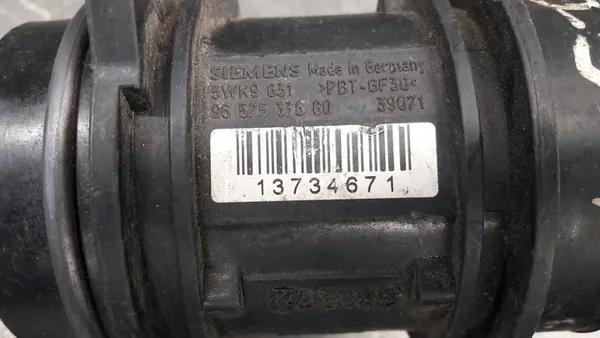 SIEMENS Made in Germany
5WK9 631 >PBT-GF30<
96 575 376 80 39071
13734671